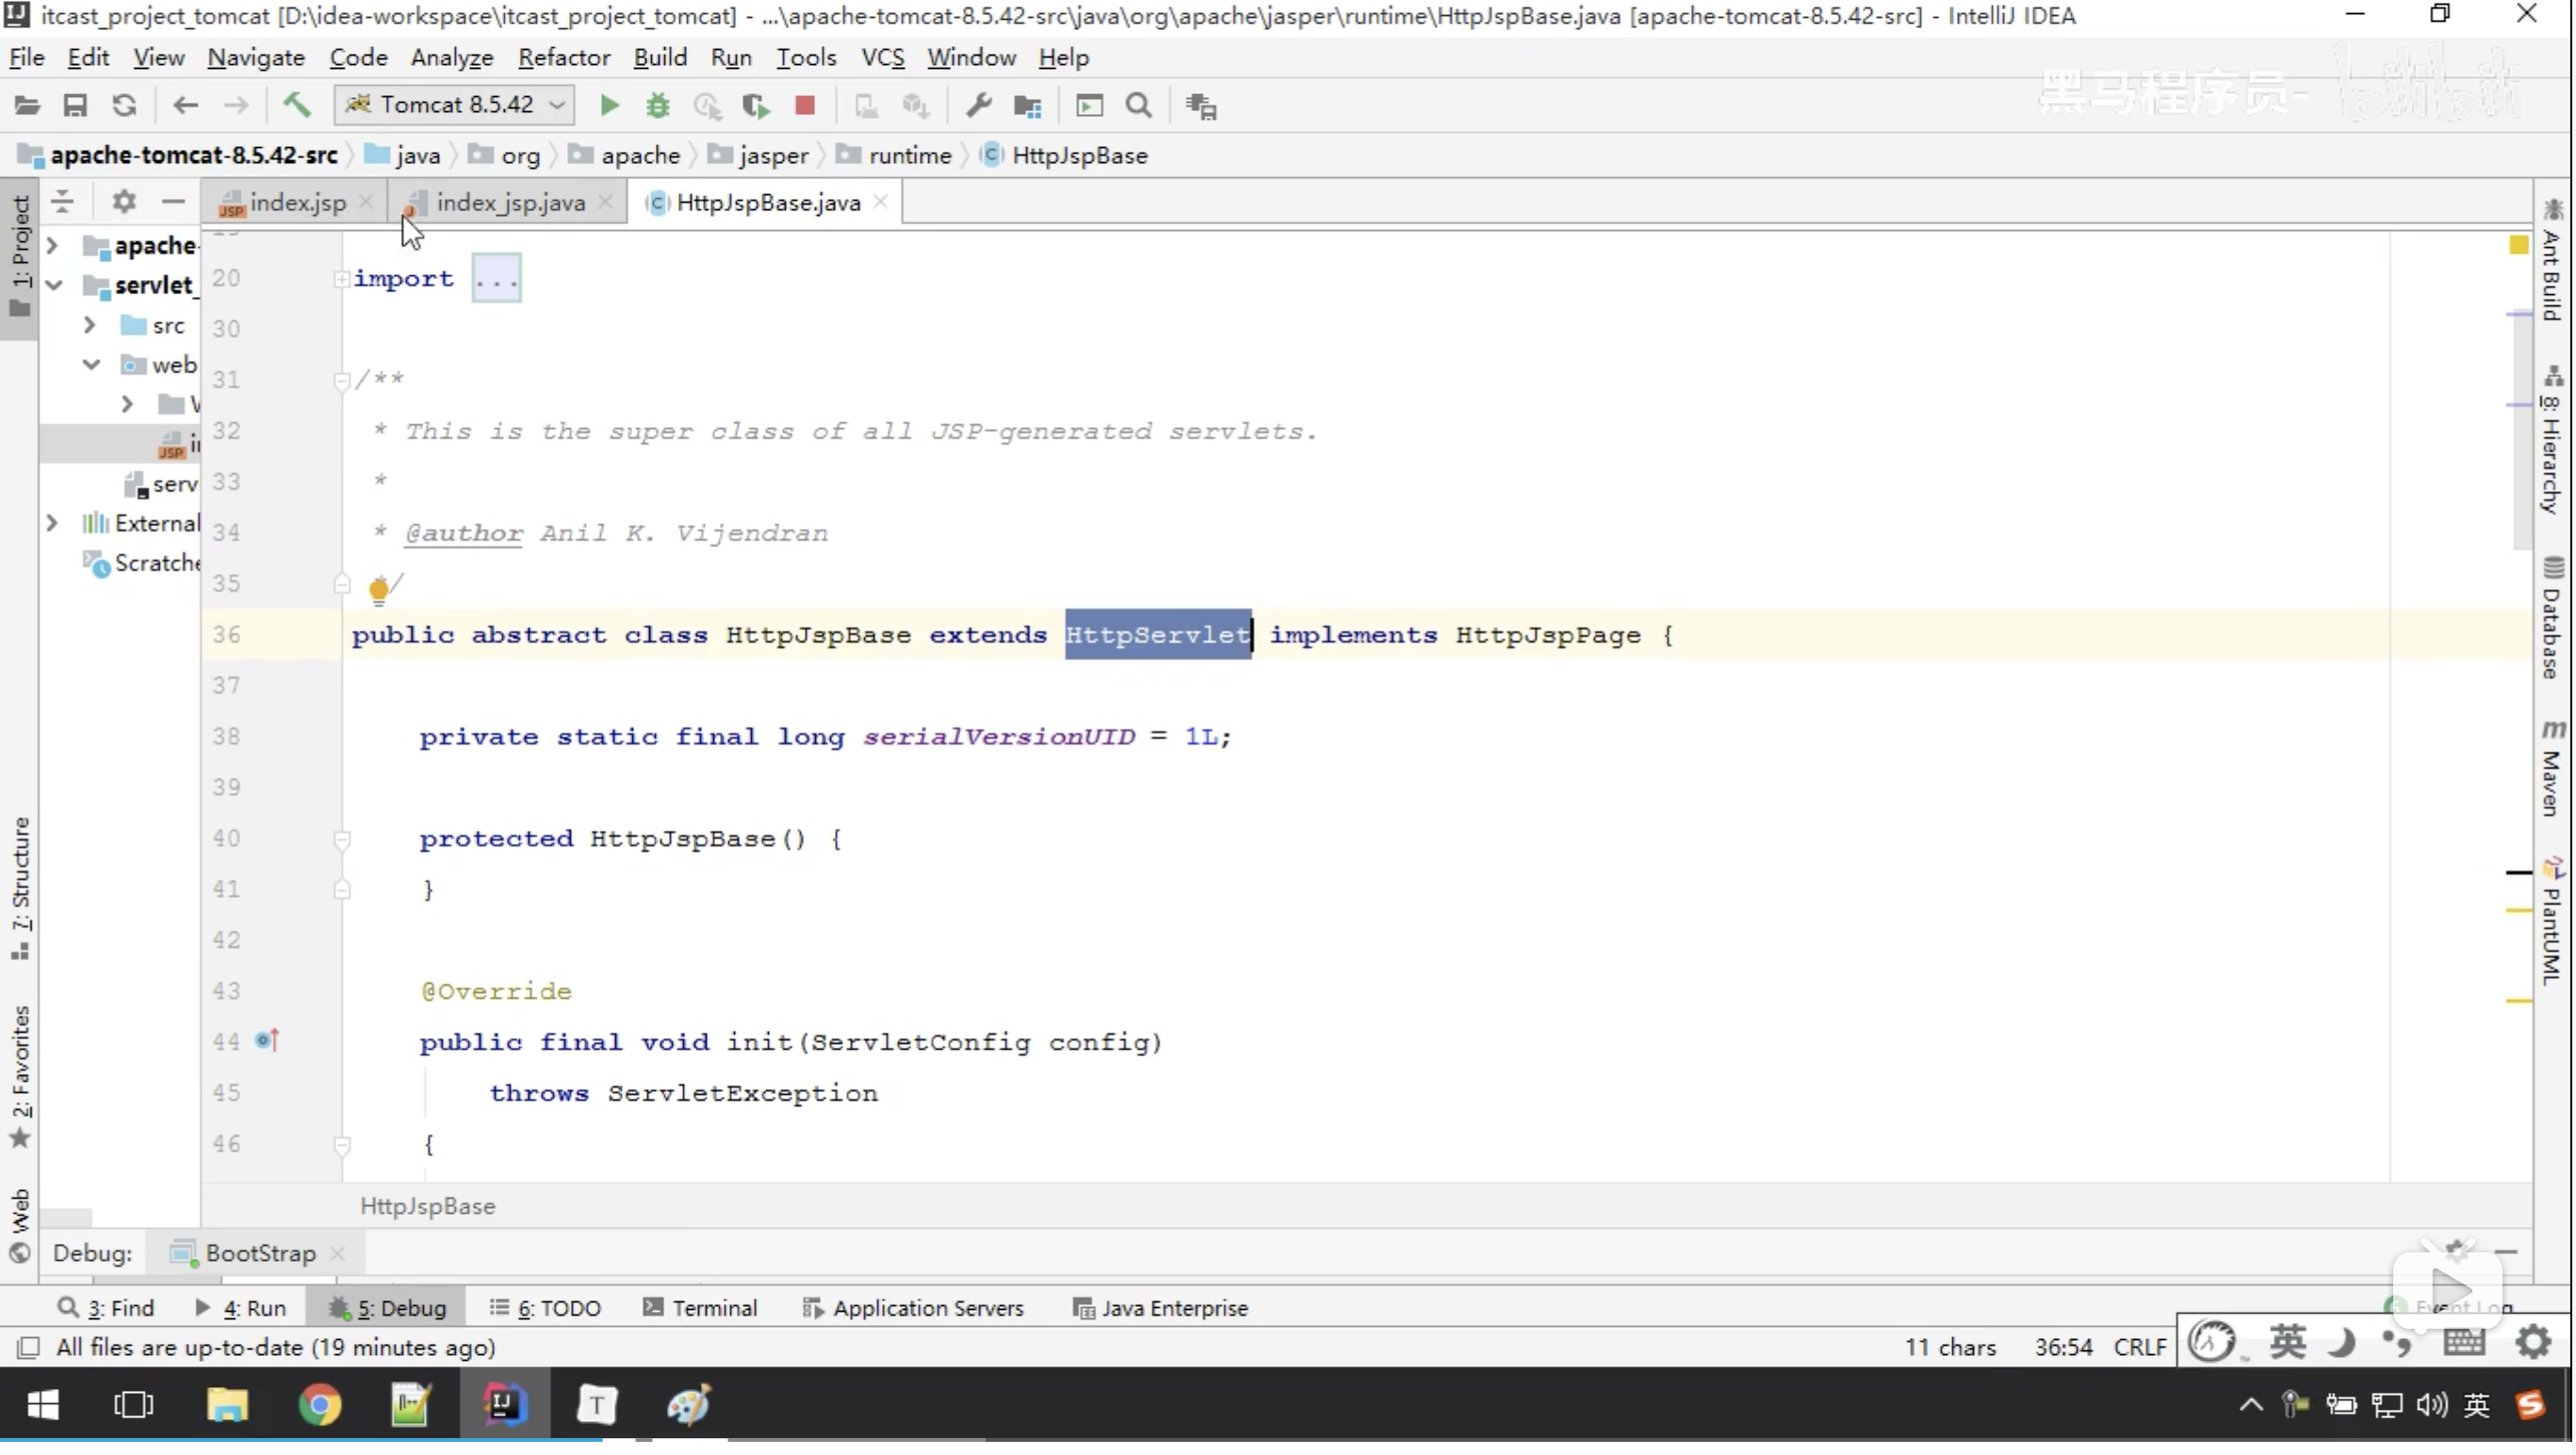 itcast_project_tomcat [D:\idea-workspace\itcast_project_tomcat] - ...\apache-tomcat-8.5.42-src\java\org\apache\jasper\runtime\HttpJspBase.java [apache-tomcat-8.5.42-src] - IntelliJ IDEA
File Edit View Navigate Code Analyze Refactor Build Run Tools VCS Window Help
黑马程序员- bilibili
Tomcat 8.5.42
apache-tomcat-8.5.42-src java org apache jasper runtime HttpJspBase
index.jsp index_jsp.java HttpJspBase.java
1: Project
apache-
servlet_
src
web
JSP
serv
External
Scratche
7: Structure
2: Favorites
Web
20 import ...
30
31 /**
32 * This is the super class of all JSP-generated servlets.
33 *
34 * @author Anil K. Vijendran
35 */
36 public abstract class HttpJspBase extends HttpServlet implements HttpJspPage {
37
38 private static final long serialVersionUID = 1L;
39
40 protected HttpJspBase() {
41 }
42
43 @Override
44 public final void init(ServletConfig config)
45 throws ServletException
46 {
HttpJspBase
Ant Build
8: Hierarchy
Database
Maven
PlantUML
Debug: BootStrap
3: Find 4: Run 5: Debug 6: TODO Terminal Application Servers Java Enterprise Event Log
All files are up-to-date (19 minutes ago) 11 chars 36:54 CRLF 英
英